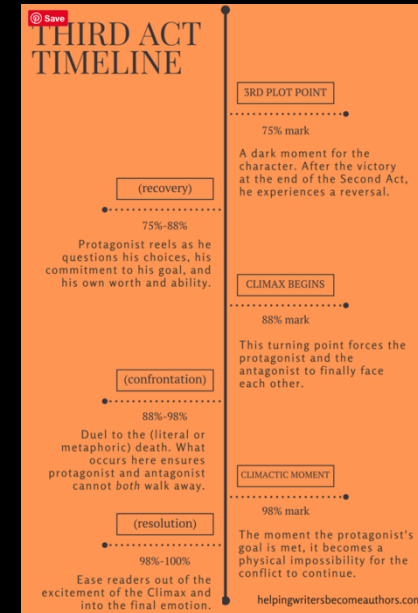 Save
THIRD ACT
TIMELINE
3RD PLOT POINT
75% mark
A dark moment for the
character. After the victory
at the end of the Second Act,
he experiences a reversal.
(recovery)
75%-88%
Protagonist reels as he
questions his choices, his
commitment to his goal, and
his own worth and ability.
CLIMAX BEGINS
88% mark
This turning point forces the
protagonist and the
antagonist to finally face
each other.
(confrontation)
88%-98%
Duel to the (literal or
metaphoric) death. What
occurs here ensures
protagonist and antagonist
cannot both walk away.
CLIMACTIC MOMENT
98% mark
The moment the protagonist's
goal is met, it becomes a
physical impossibility for the
conflict to continue.
(resolution)
98%-100%
Ease readers out of the
excitement of the Climax and
into the final emotion.
helpingwritersbecomeauthors.com